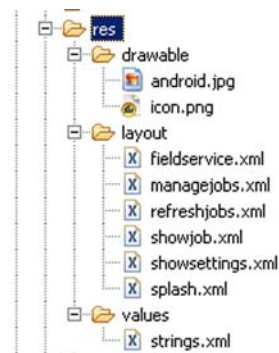 res
drawable
android.jpg
icon.png
layout
fieldservice.xml
managejobs.xml
refreshjobs.xml
showjob.xml
showsettings.xml
splash.xml
values
strings.xml